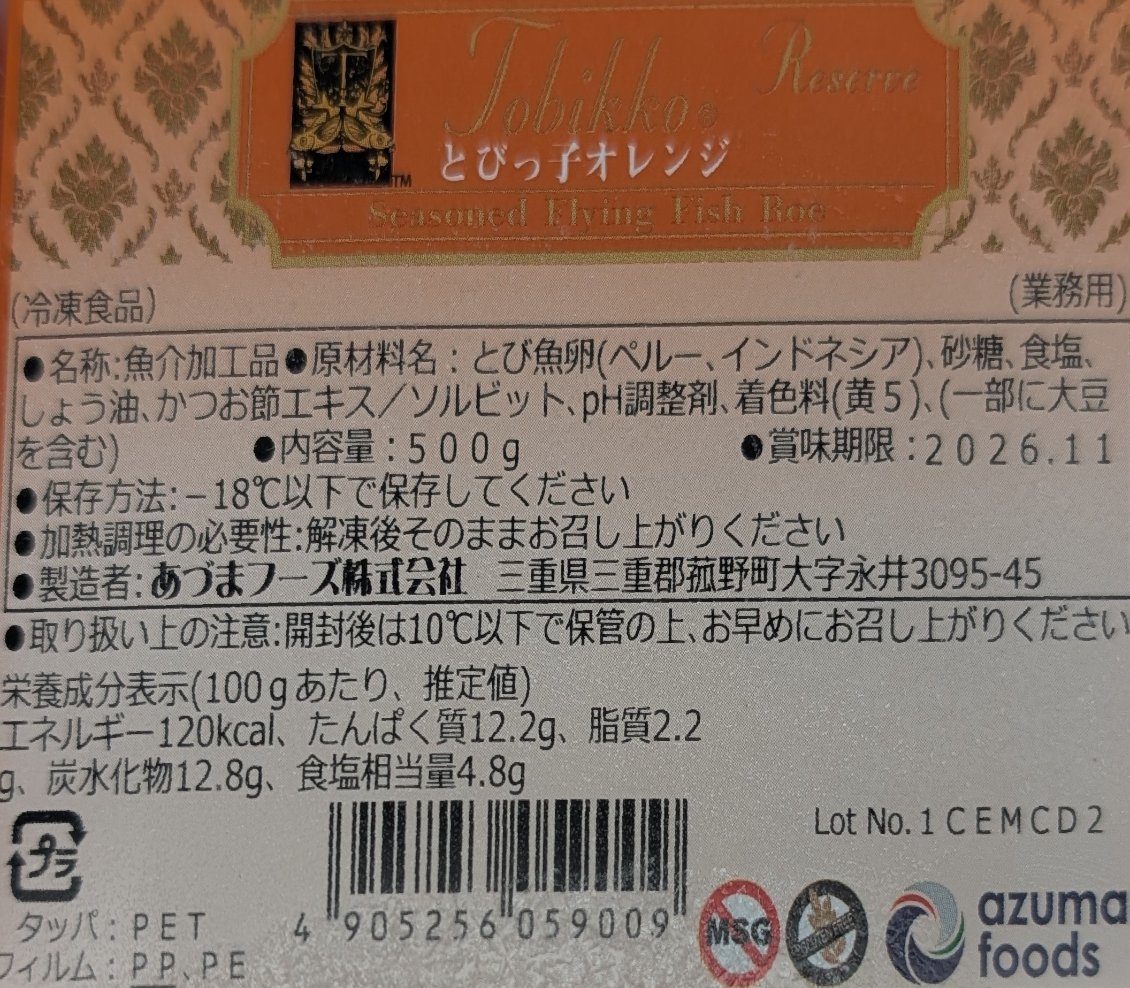 Tobikko® Reserve
とびっ子オレンジ
TM
Seasoned Flying Fish Roe
(冷凍食品) (業務用)
●名称:魚介加工品●原材料名：とび魚卵(ペルー、インドネシア)、砂糖、食塩、
しょう油、かつお節エキス／ソルビット、pH調整剤、着色料(黄５)、(一部に大豆
を含む) ●内容量：500g ●賞味期限：2026.11
●保存方法:−18℃以下で保存してください
●加熱調理の必要性:解凍後そのままお召し上がりください
●製造者:あづまフーズ株式会社 三重県三重郡菰野町大字永井3095-45
●取り扱い上の注意:開封後は10℃以下で保管の上、お早めにお召し上がりください
栄養成分表示(100gあたり、推定値)
エネルギー120kcal、たんぱく質12.2g、脂質2.2
g、炭水化物12.8g、食塩相当量4.8g
Lot No. 1CEMCD2
プラ
タッパ：PET
フィルム：PP、PE
4 905256 059009
MSG
azuma
foods